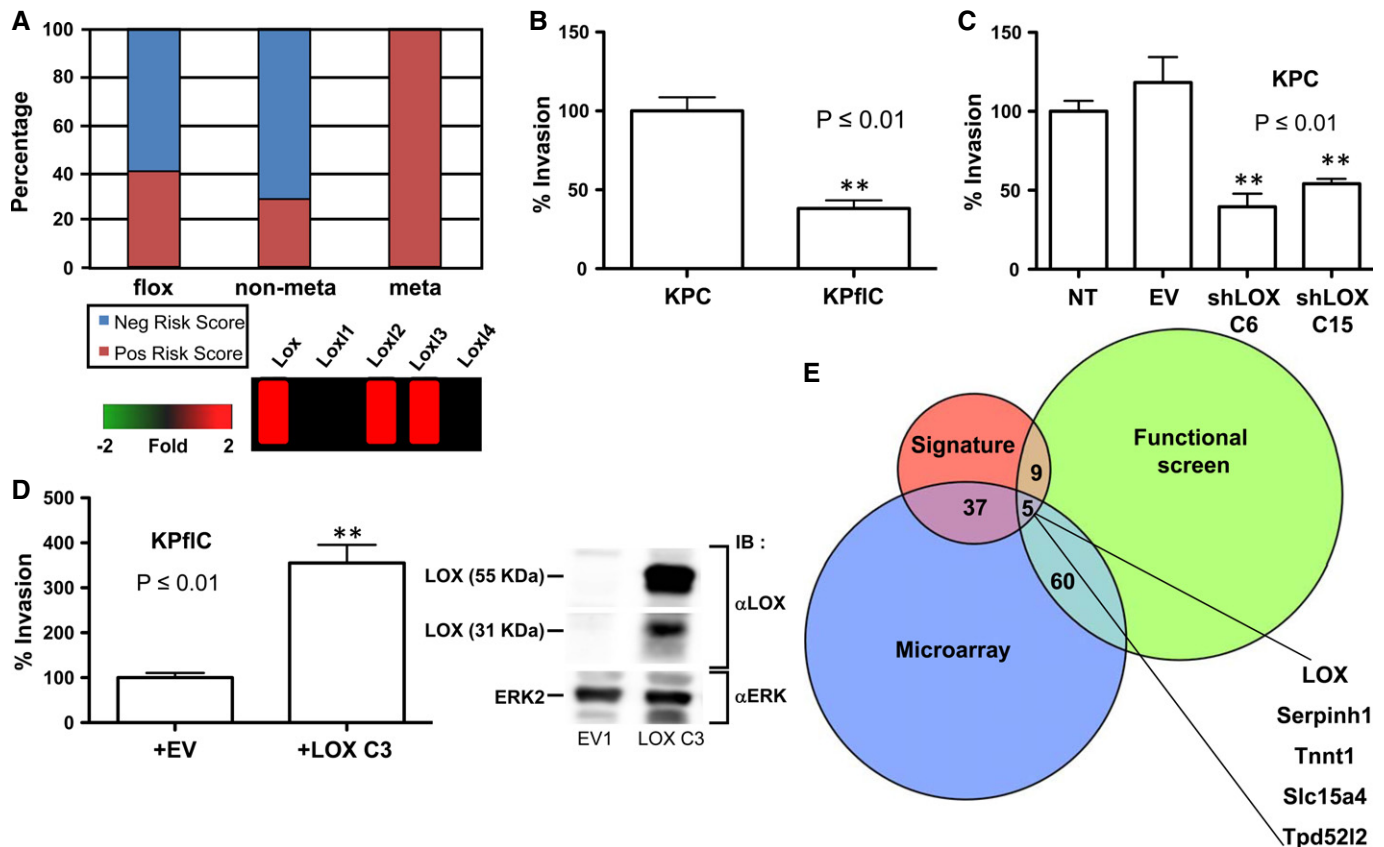 A
100
80
60
40
20
0
Percentage
flox
non-meta
meta
Neg Risk Score
Pos Risk Score
Lox
Loxl1
Loxl2
Loxl3
Loxl4
-2
Fold
2
B
150
100
50
0
% Invasion
P ≤ 0.01
**
KPC
KPflC
C
150
100
50
0
% Invasion
KPC
P ≤ 0.01
**
**
NT
EV
shLOX
C6
shLOX
C15
D
500
400
300
200
100
0
% Invasion
KPflC
P ≤ 0.01
**
+EV
+LOX C3
IB :
LOX (55 KDa)
LOX (31 KDa)
αLOX
ERK2
αERK
EV1
LOX C3
E
Signature
Functional
screen
9
37
5
60
Microarray
LOX
Serpinh1
Tnnt1
Slc15a4
Tpd52l2